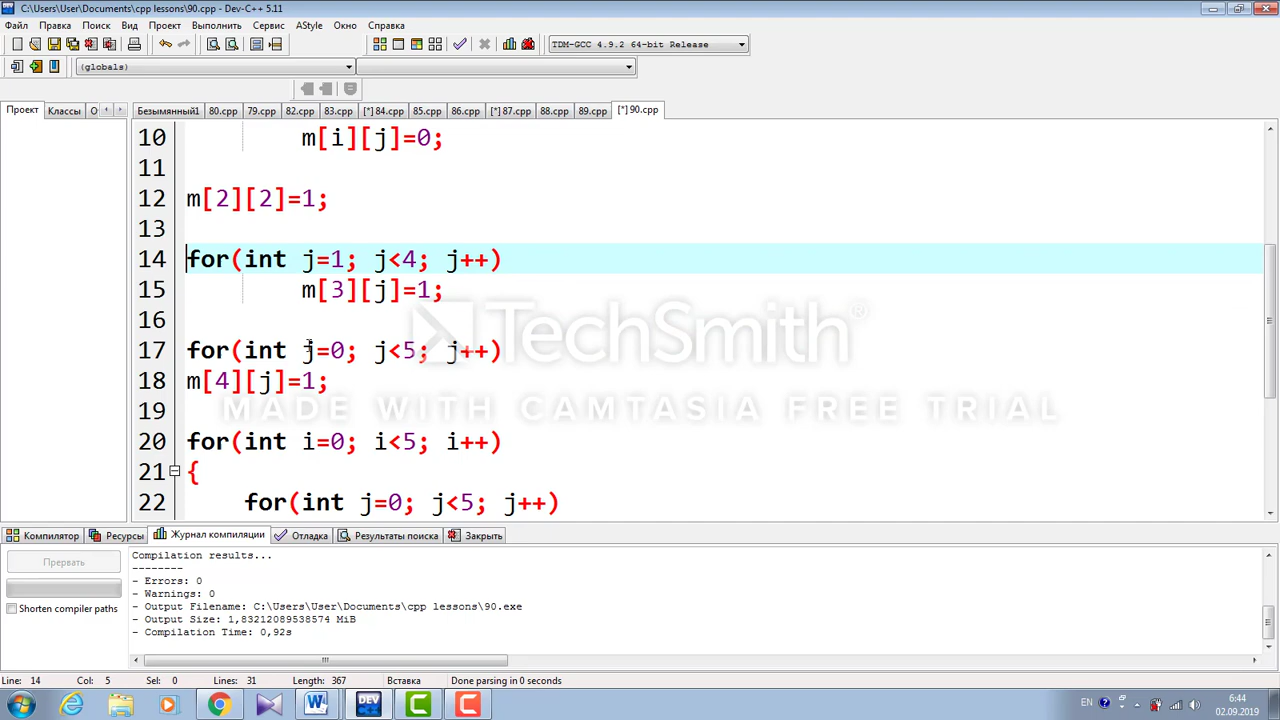 C:\Users\User\Documents\cpp lessons\90.cpp - Dev-C++ 5.11
Файл Правка Поиск Вид Проект Выполнить Сервис AStyle Окно Справка
TDM-GCC 4.9.2 64-bit Release
(globals)
Проект Классы О
Безымянный1 80.cpp 79.cpp 82.cpp 83.cpp [*] 84.cpp 85.cpp 86.cpp [*] 87.cpp 88.cpp 89.cpp [*] 90.cpp
10 m[i][j]=0;
11
12 m[2][2]=1;
13
14 for(int j=1; j<4; j++)
15 m[3][j]=1;
16
17 for(int j=0; j<5; j++)
18 m[4][j]=1;
19
20 for(int i=0; i<5; i++)
21 {
22 for(int j=0; j<5; j++)
TechSmith®
MADE WITH CAMTASIA FREE TRIAL
Компилятор Ресурсы Журнал компиляции Отладка Результаты поиска Закрыть
Прервать
Shorten compiler paths
Compilation results...
--------
- Errors: 0
- Warnings: 0
- Output Filename: C:\Users\User\Documents\cpp lessons\90.exe
- Output Size: 1,83212089538574 MiB
- Compilation Time: 0,92s
Line: 14 Col: 5 Sel: 0 Lines: 31 Length: 367 Вставка Done parsing in 0 seconds
EN 6:44
02.09.2019